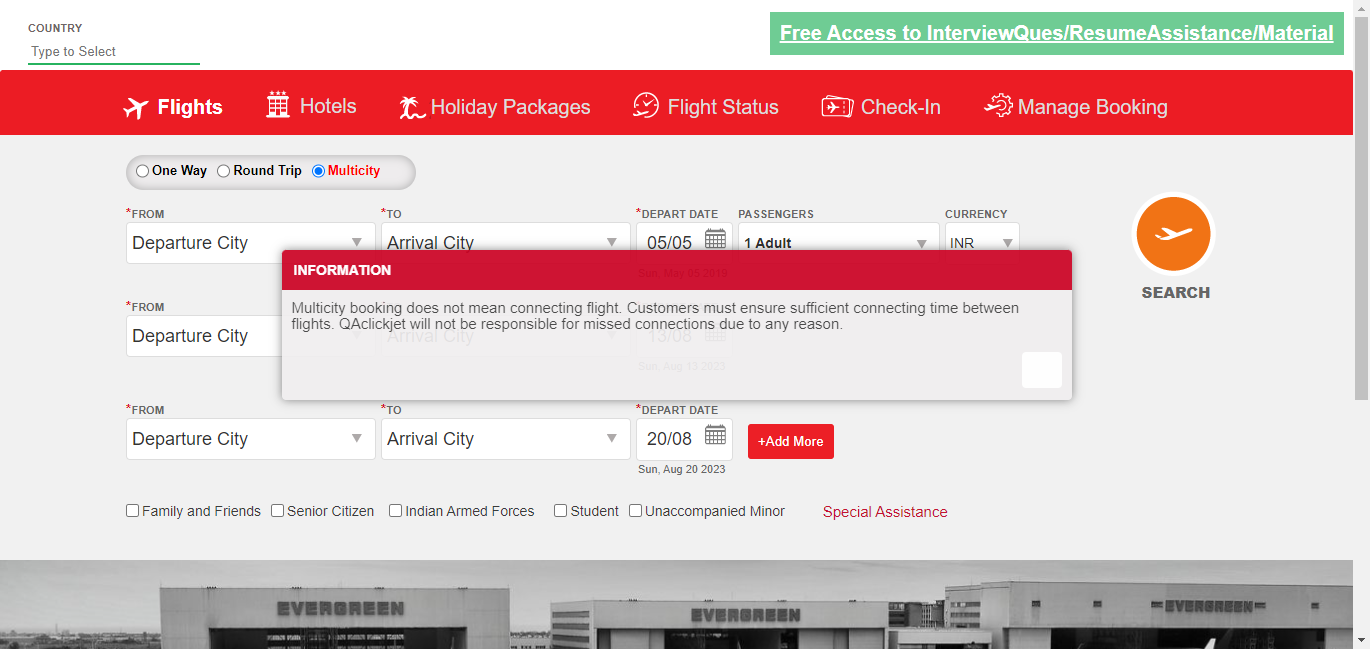 COUNTRY
Type to Select
Free Access to InterviewQues/ResumeAssistance/Material
Flights Hotels Holiday Packages Flight Status Check-In Manage Booking
One Way Round Trip Multicity
*FROM *TO *DEPART DATE PASSENGERS CURRENCY
Departure City Arrival City 05/05 1 Adult INR
Sun, May 05 2019
SEARCH
INFORMATION
Multicity booking does not mean connecting flight. Customers must ensure sufficient connecting time between
flights. QAclickjet will not be responsible for missed connections due to any reason.
*FROM
Departure City Arrival City 13/08
Sun, Aug 13 2023
*FROM *TO *DEPART DATE
Departure City Arrival City 20/08 +Add More
Sun, Aug 20 2023
Family and Friends Senior Citizen Indian Armed Forces Student Unaccompanied Minor Special Assistance
EVERGREEN EVERGREEN EVERGREEN